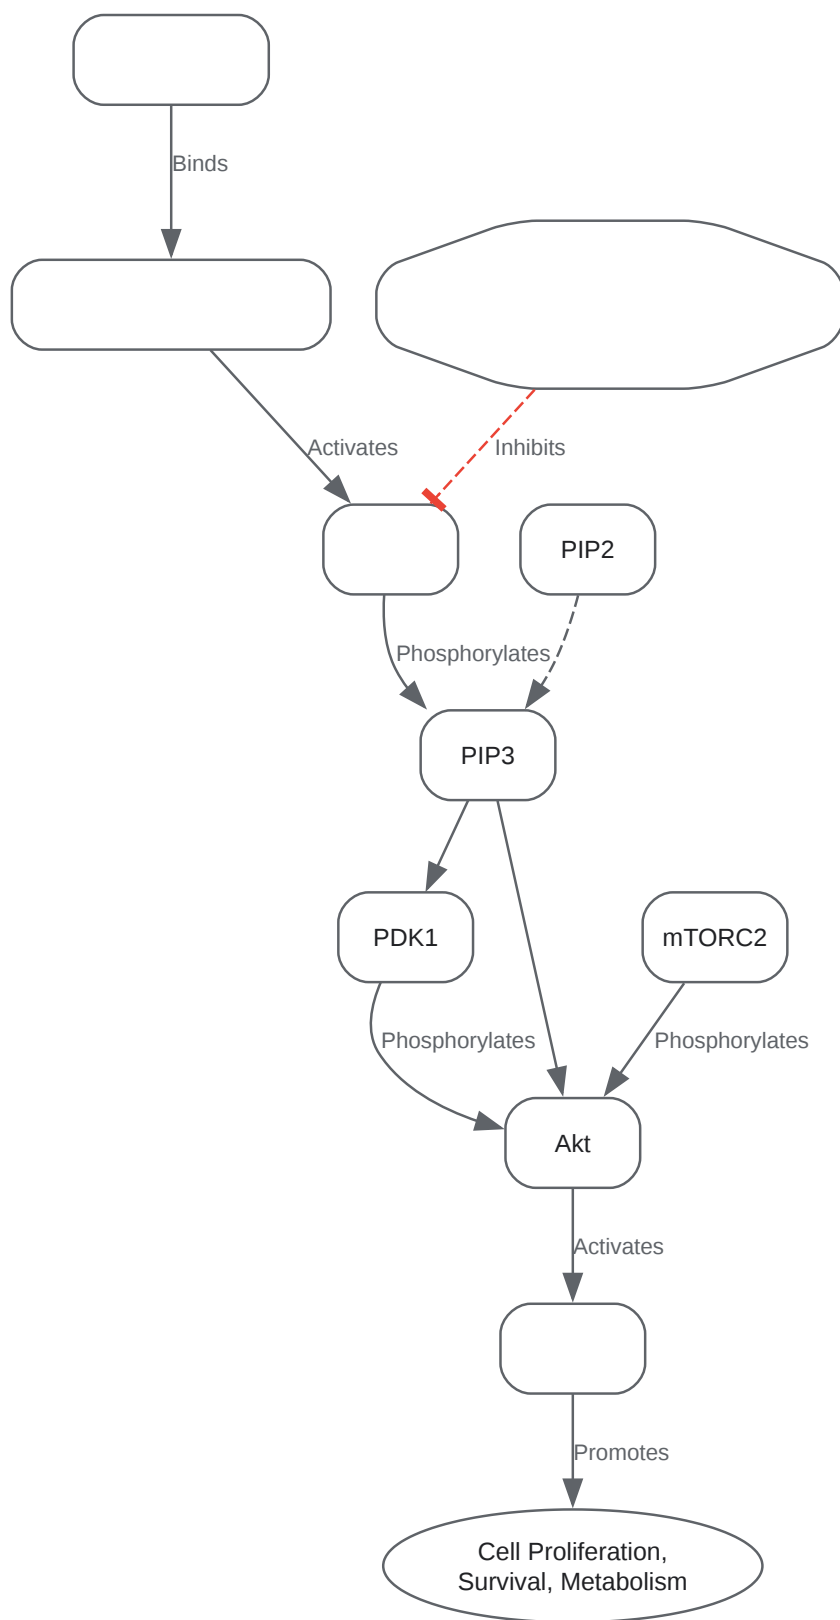 Binds
Activates
Inhibits
PIP2
Phosphorylates
PIP3
PDK1
mTORC2
Phosphorylates
Phosphorylates
Akt
Activates
Promotes
Cell Proliferation,
Survival, Metabolism